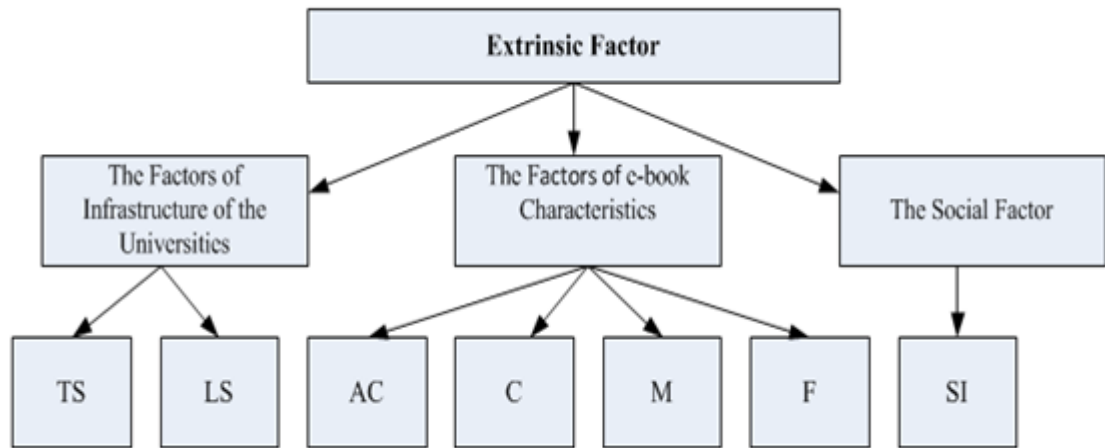 Extrinsic Factor
The Factors of
Infrastructure of the
Universities
The Factors of e-book
Characteristics
The Social Factor
TS
LS
AC
C
M
F
SI